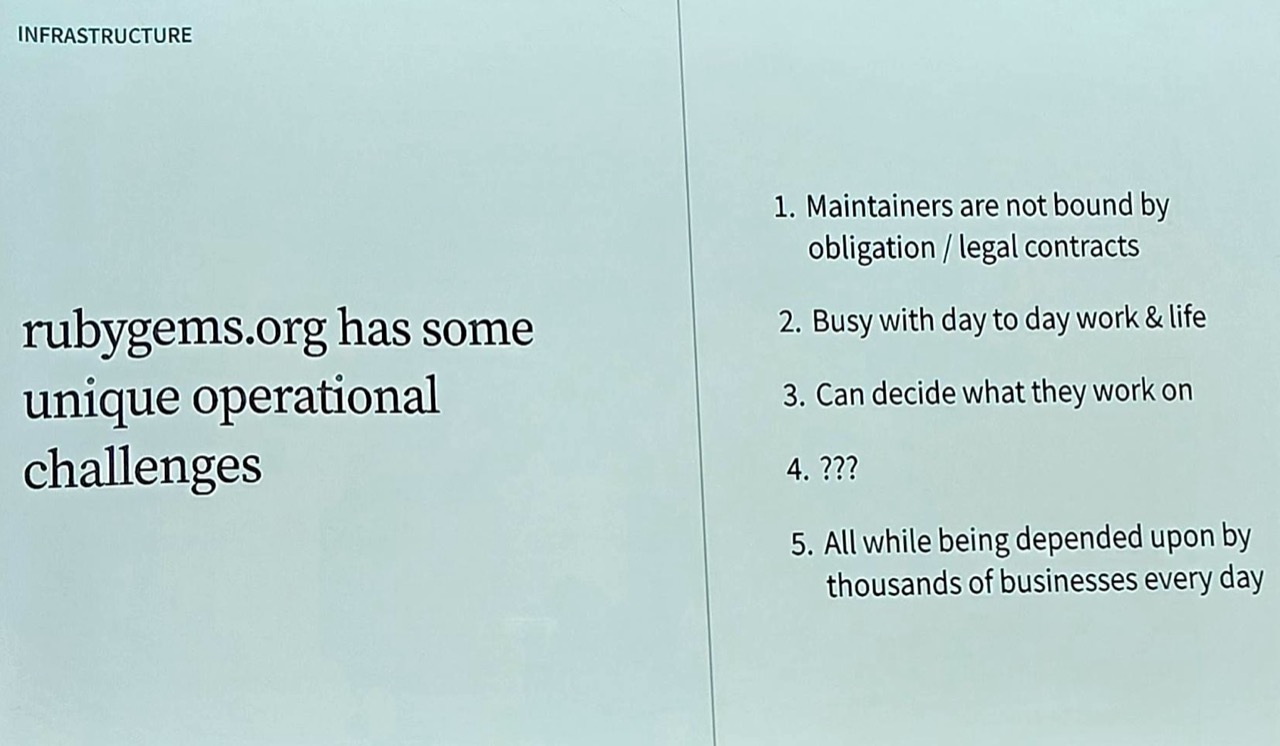 INFRASTRUCTURE
rubygems.org has some
unique operational
challenges
1. Maintainers are not bound by
obligation / legal contracts
2. Busy with day to day work & life
3. Can decide what they work on
4. ???
5. All while being depended upon by
thousands of businesses every day